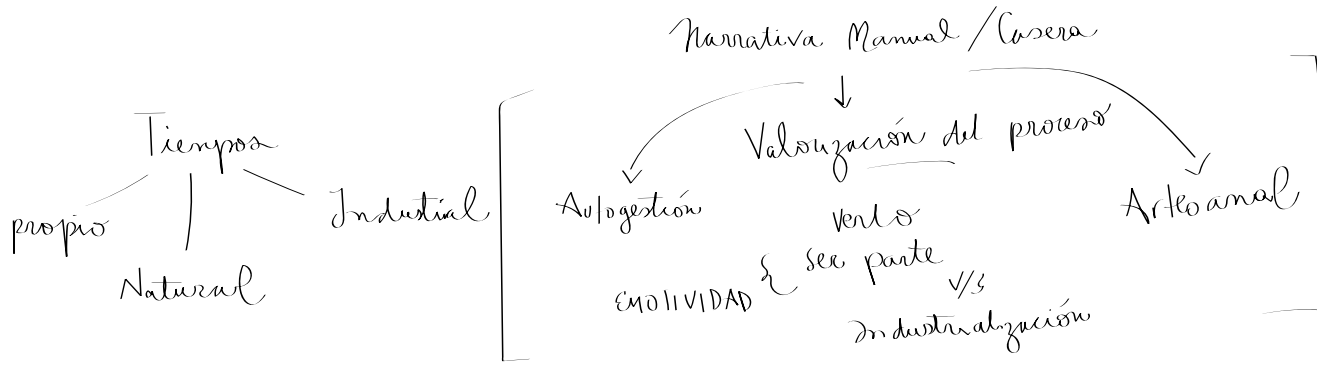 Tiempos
propio
Natural
Industrial
Narrativa Manual / Casera
Valorización del proceso
Autogestión
verlo
ser parte
EMOTIVIDAD {
v/s
Industrialización
Artesanal